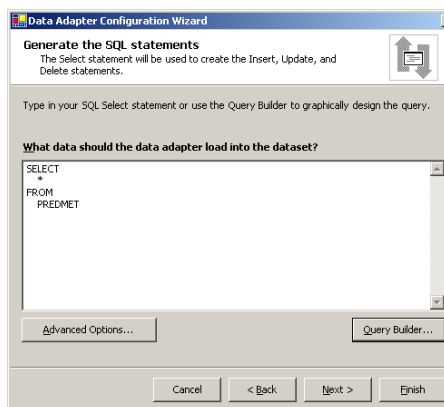 Data Adapter Configuration Wizard
Generate the SQL statements
The Select statement will be used to create the Insert, Update, and
Delete statements.
Type in your SQL Select statement or use the Query Builder to graphically design the query.
What data should the data adapter load into the dataset?
SELECT
*
FROM
PREDMET
Advanced Options...
Query Builder...
Cancel
< Back
Next >
Finish